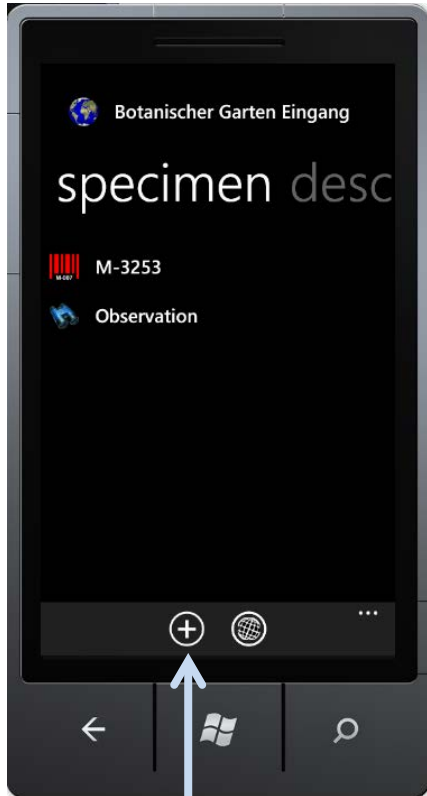 Botanischer Garten Eingang
specimen desc
M-3253
Observation
...